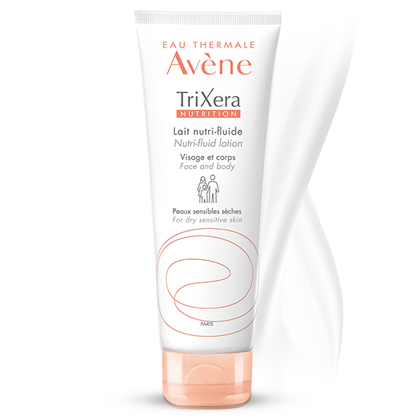 EAU THERMALE
Avène
TriXera
NUTRITION
Lait nutri-fluide
Nutri-fluid lotion
Visage et corps
Face and body
Peaux sensibles sèches
For dry sensitive skin
PARIS